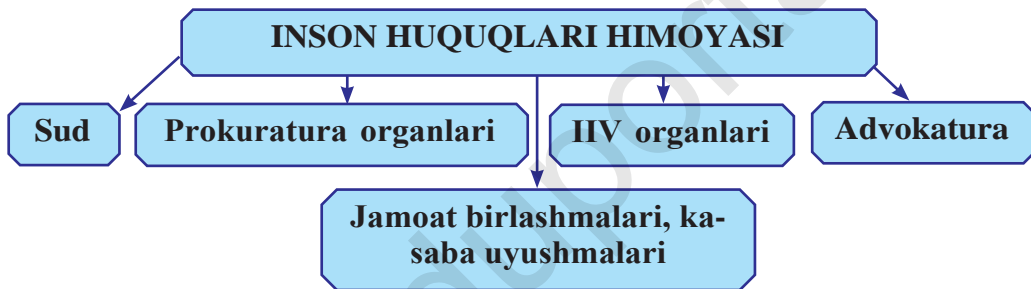 INSON HUQUQLARI HIMOYASI
Sud
Prokuratura organlari
IIV organlari
Advokatura
Jamoat birlashmalari, ka-
saba uyushmalari